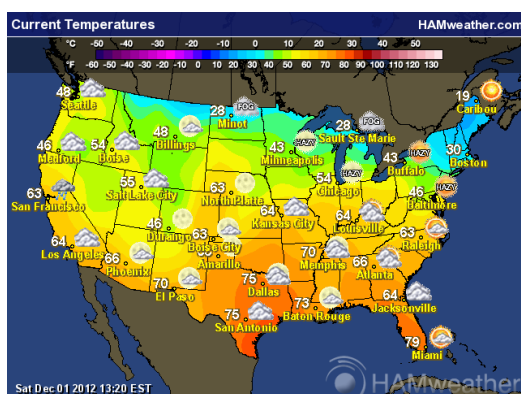 Current Temperatures
HAMweather.com
°C -50 -40 -30 -20 -10 0 10 20 30 40 50
°F -60 -50 -40 -30 -20 -10 0 10 20 30 40 50 60 70 80 90 100 110 120 130
48
Seattle
19
Caribou
28 FOG
Minot
28 FOG
Sault Ste Marie
46
Medford
54
Boise
48
Billings
43 HAZY
Minneapolis
HAZY
43 HAZY
Buffalo
30
Boston
63
San Francisco
55
Salt Lake City
63
North Platte
54
Chicago
46 HAZY
Baltimore
64
Los Angeles
46
Durango
63
Boise City
64
Kansas City
64
Louisville
63
Raleigh
66
Phoenix
Amarillo
70
Memphis
66
Atlanta
70
El Paso
75
Dallas
73
Baton Rouge
64
Jacksonville
75
San Antonio
79
Miami
Sat Dec 01 2012 13:20 EST
HAMweather